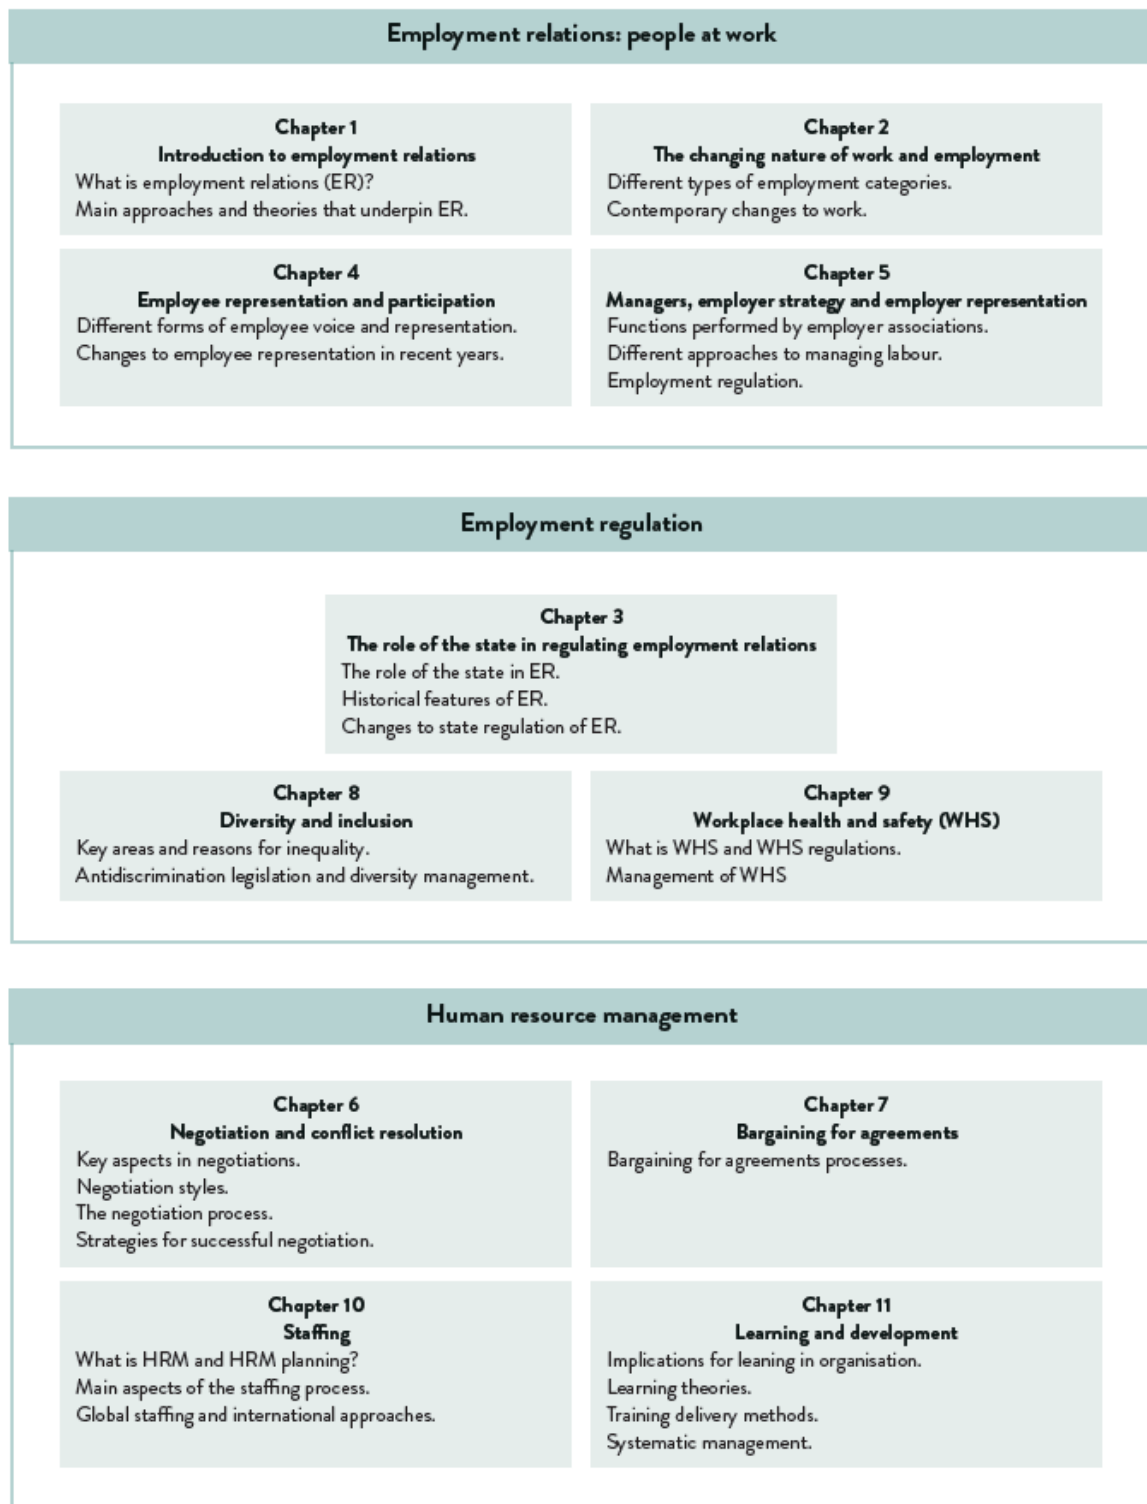 Employment relations: people at work
Chapter 1
Introduction to employment relations
What is employment relations (ER)?
Main approaches and theories that underpin ER.
Chapter 2
The changing nature of work and employment
Different types of employment categories.
Contemporary changes to work.
Chapter 4
Employee representation and participation
Different forms of employee voice and representation.
Changes to employee representation in recent years.
Chapter 5
Managers, employer strategy and employer representation
Functions performed by employer associations.
Different approaches to managing labour.
Employment regulation.
Employment regulation
Chapter 3
The role of the state in regulating employment relations
The role of the state in ER.
Historical features of ER.
Changes to state regulation of ER.
Chapter 8
Diversity and inclusion
Key areas and reasons for inequality.
Antidiscrimination legislation and diversity management.
Chapter 9
Workplace health and safety (WHS)
What is WHS and WHS regulations.
Management of WHS
Human resource management
Chapter 6
Negotiation and conflict resolution
Key aspects in negotiations.
Negotiation styles.
The negotiation process.
Strategies for successful negotiation.
Chapter 7
Bargaining for agreements
Bargaining for agreements processes.
Chapter 10
Staffing
What is HRM and HRM planning?
Main aspects of the staffing process.
Global staffing and international approaches.
Chapter 11
Learning and development
Implications for leaning in organisation.
Learning theories.
Training delivery methods.
Systematic management.